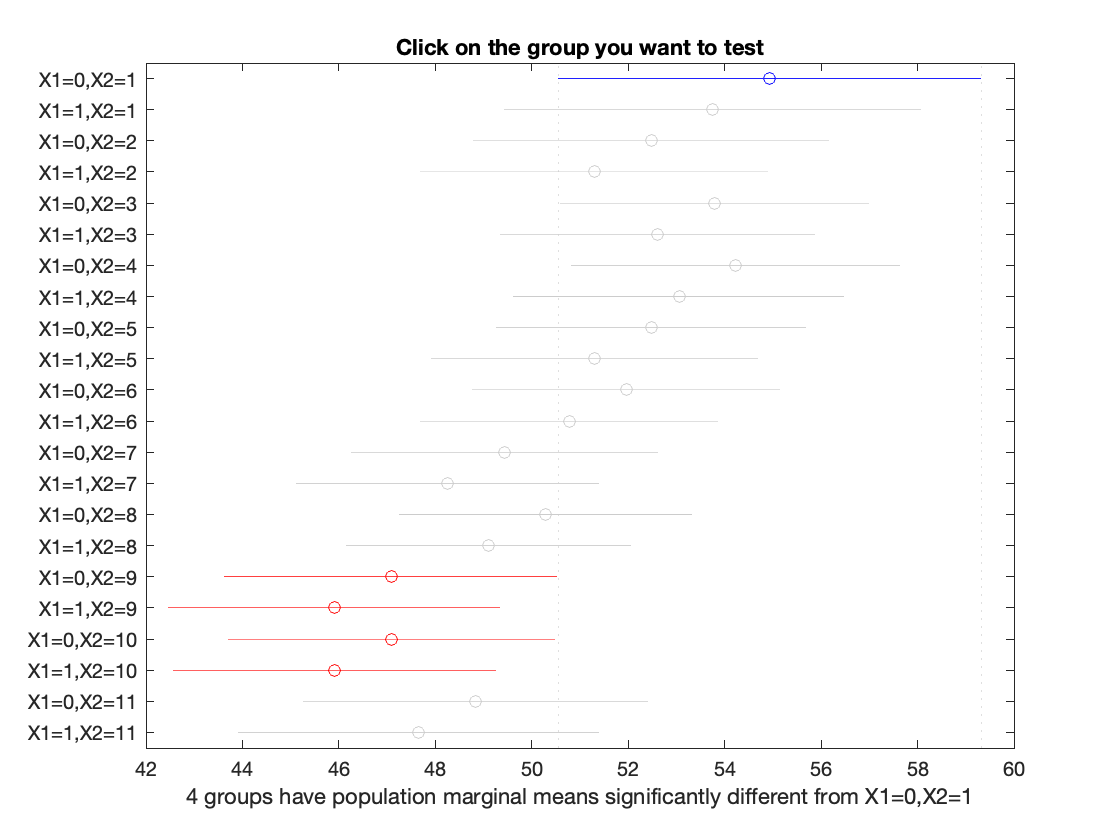 Click on the group you want to test
X1=0,X2=1
X1=1,X2=1
X1=0,X2=2
X1=1,X2=2
X1=0,X2=3
X1=1,X2=3
X1=0,X2=4
X1=1,X2=4
X1=0,X2=5
X1=1,X2=5
X1=0,X2=6
X1=1,X2=6
X1=0,X2=7
X1=1,X2=7
X1=0,X2=8
X1=1,X2=8
X1=0,X2=9
X1=1,X2=9
X1=0,X2=10
X1=1,X2=10
X1=0,X2=11
X1=1,X2=11
42 44 46 48 50 52 54 56 58 60
4 groups have population marginal means significantly different from X1=0,X2=1